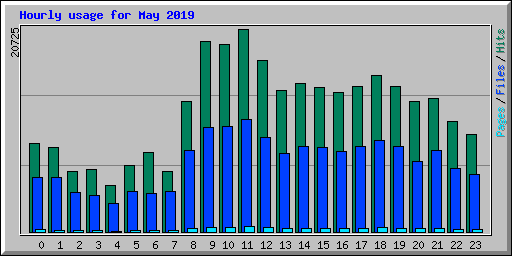 Hourly usage for May 2019
20725
Pages/Files/Hits
0 1 2 3 4 5 6 7 8 9 10 11 12 13 14 15 16 17 18 19 20 21 22 23